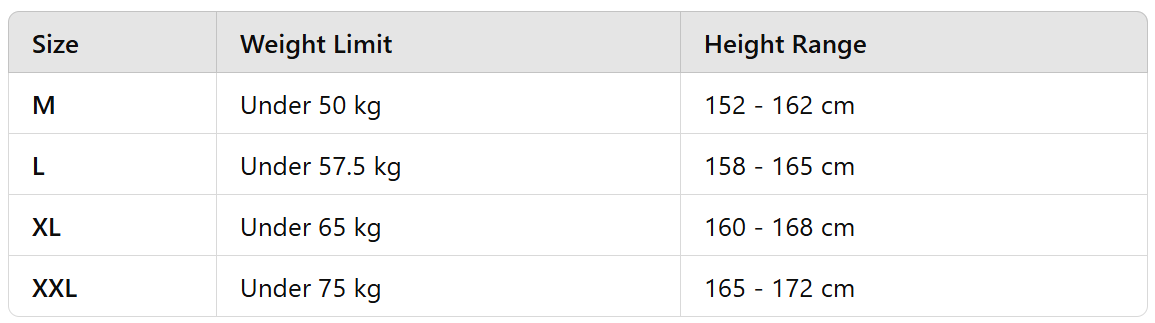 Size Weight Limit Height Range
M Under 50 kg 152 - 162 cm
L Under 57.5 kg 158 - 165 cm
XL Under 65 kg 160 - 168 cm
XXL Under 75 kg 165 - 172 cm